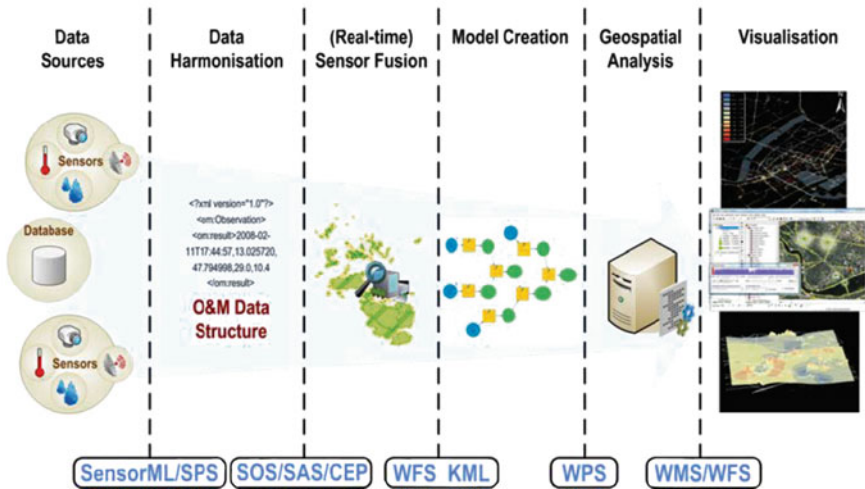 Data
Sources
Data
Harmonisation
(Real-time)
Sensor Fusion
Model Creation
Geospatial
Analysis
Visualisation
Sensors
Database
Sensors
<?xml version="1.0"?>
<om:Observation>
<om:result>2008-02-
11T17:44:57,13.025720,
47.794998,29.0,10.4
</om:result>
O&M Data
Structure
SensorML/SPS
SOS/SAS/CEP
WFS KML
WPS
WMS/WFS